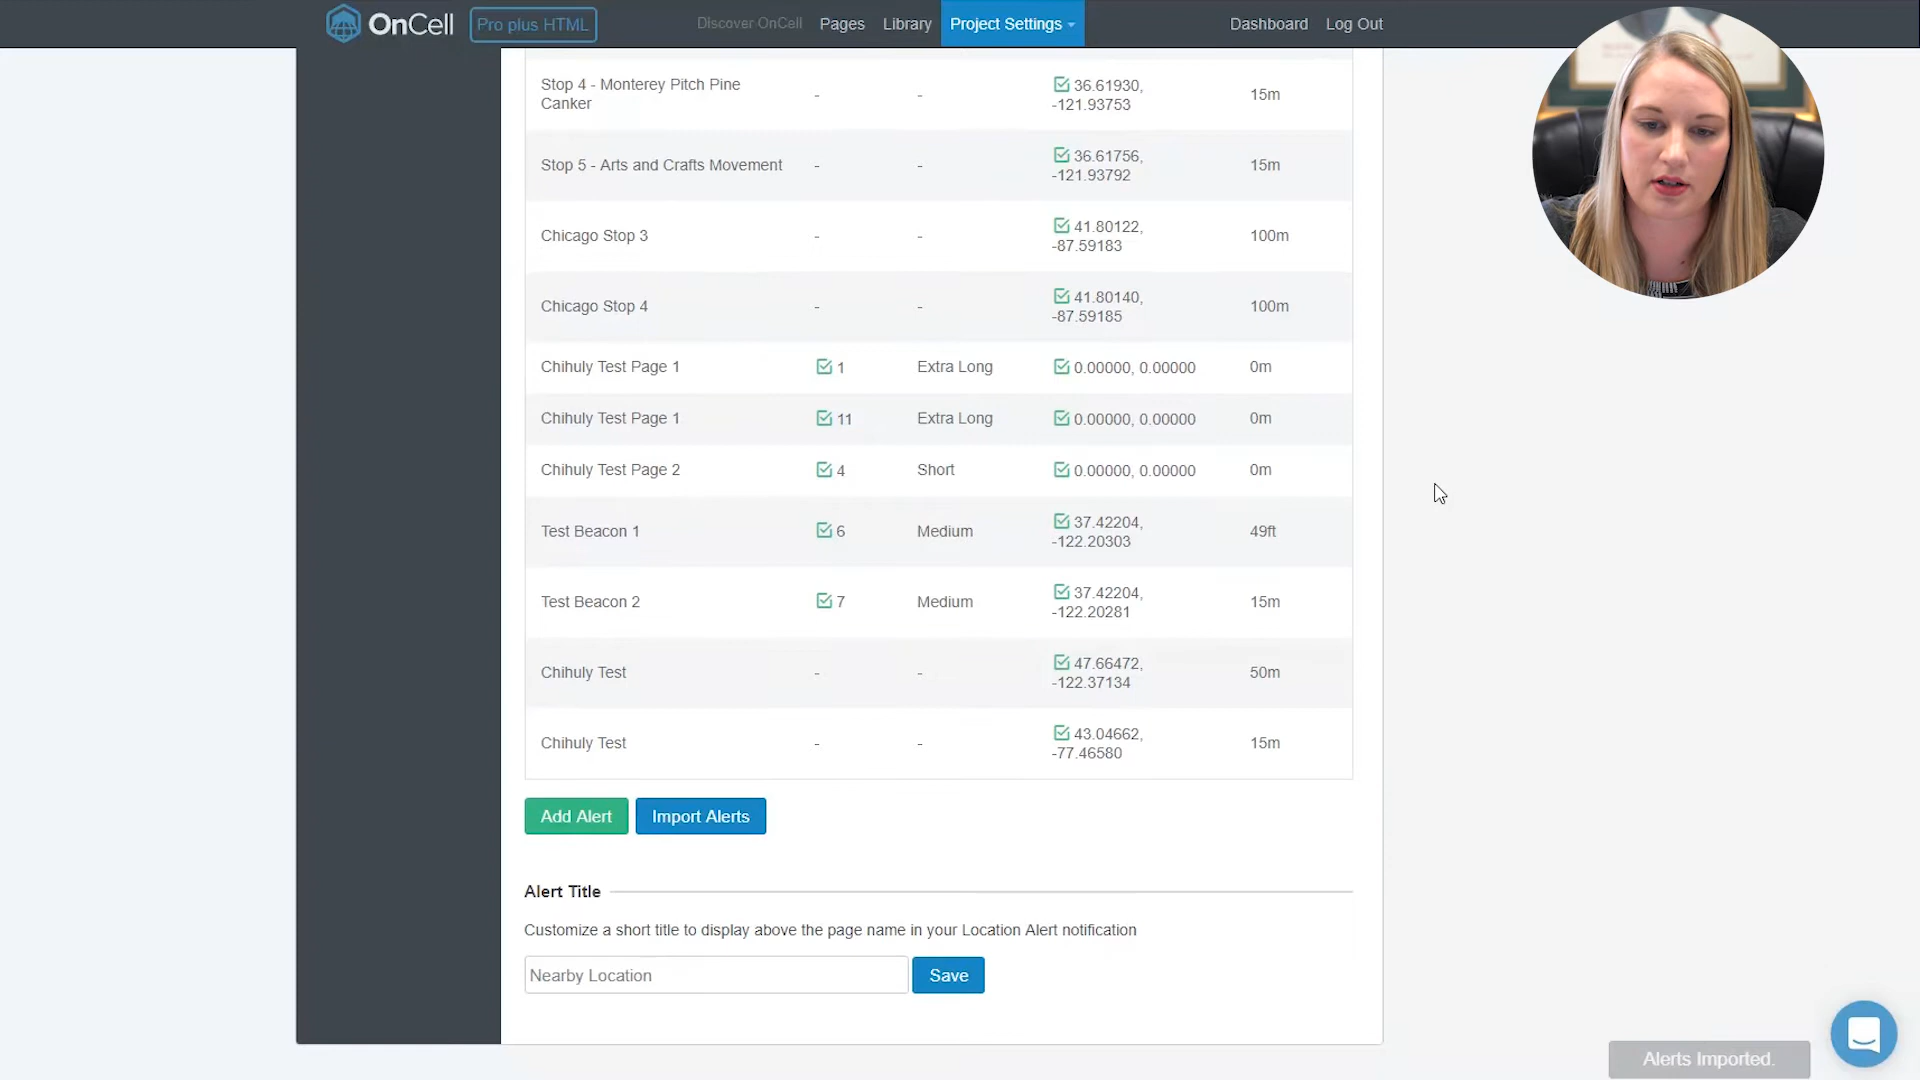 OnCell Pro plus HTML Discover OnCell Pages Library Project Settings Dashboard Log Out
Stop 4 - Monterey Pitch Pine Canker - - 36.61930, -121.93753 15m
Stop 5 - Arts and Crafts Movement - - 36.61756, -121.93792 15m
Chicago Stop 3 - - 41.80122, -87.59183 100m
Chicago Stop 4 - - 41.80140, -87.59185 100m
Chihuly Test Page 1 1 Extra Long 0.00000, 0.00000 0m
Chihuly Test Page 1 11 Extra Long 0.00000, 0.00000 0m
Chihuly Test Page 2 4 Short 0.00000, 0.00000 0m
Test Beacon 1 6 Medium 37.42204, -122.20303 49ft
Test Beacon 2 7 Medium 37.42204, -122.20281 15m
Chihuly Test - - 47.66472, -122.37134 50m
Chihuly Test - - 43.04662, -77.46580 15m
Add Alert Import Alerts
Alert Title
Customize a short title to display above the page name in your Location Alert notification
Nearby Location Save
Alerts Imported.